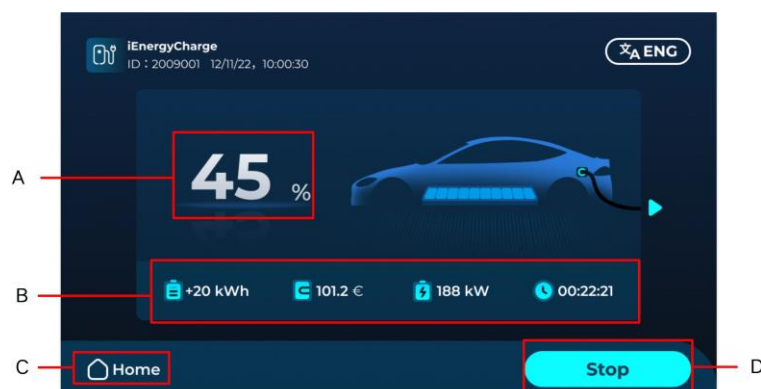 iEnergyCharge
ID：2009001 12/11/22，10:00:30
ENG
A
45 %
B
+20 kWh 101.2 € 188 kW 00:22:21
C
Home
Stop
D